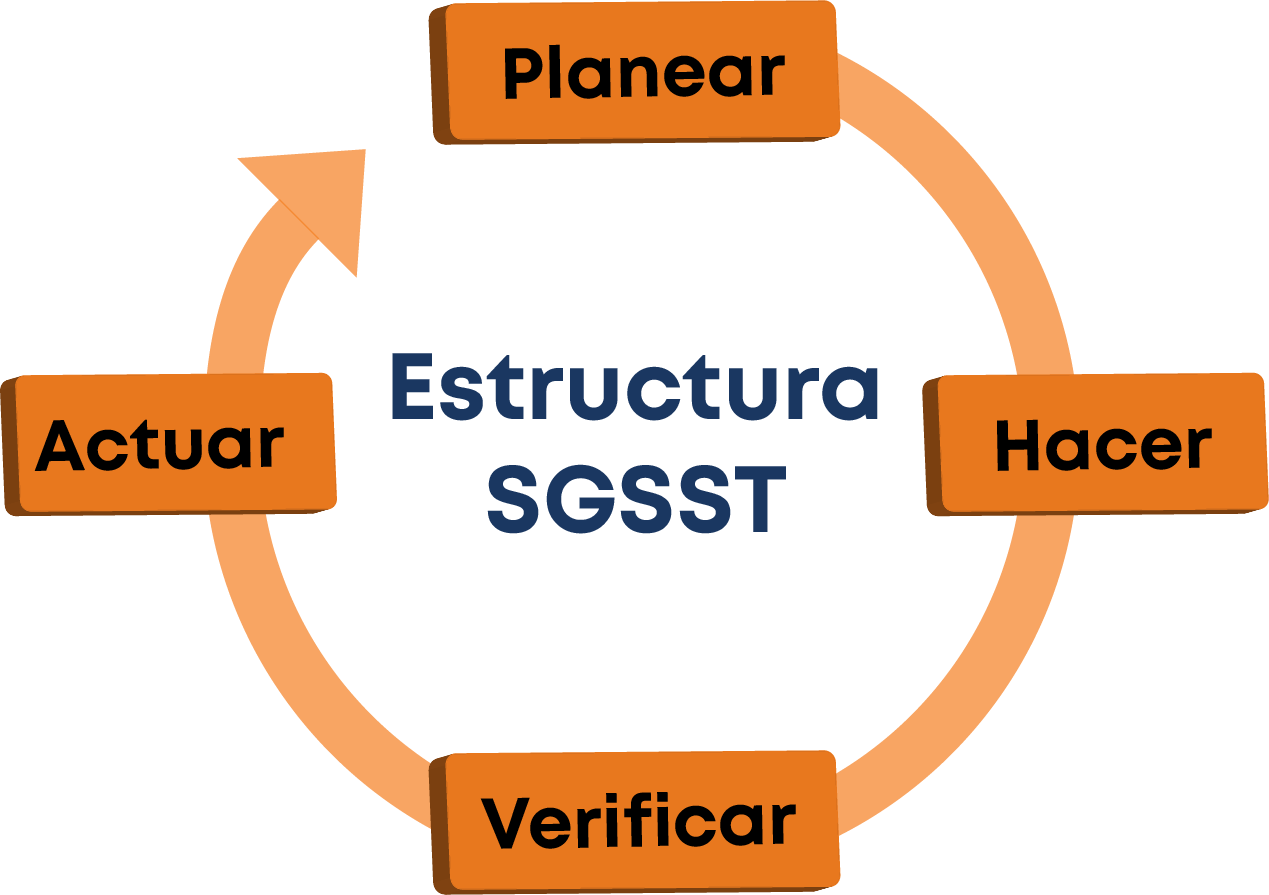 Planear
Estructura
SGSST
Actuar
Hacer
Verificar